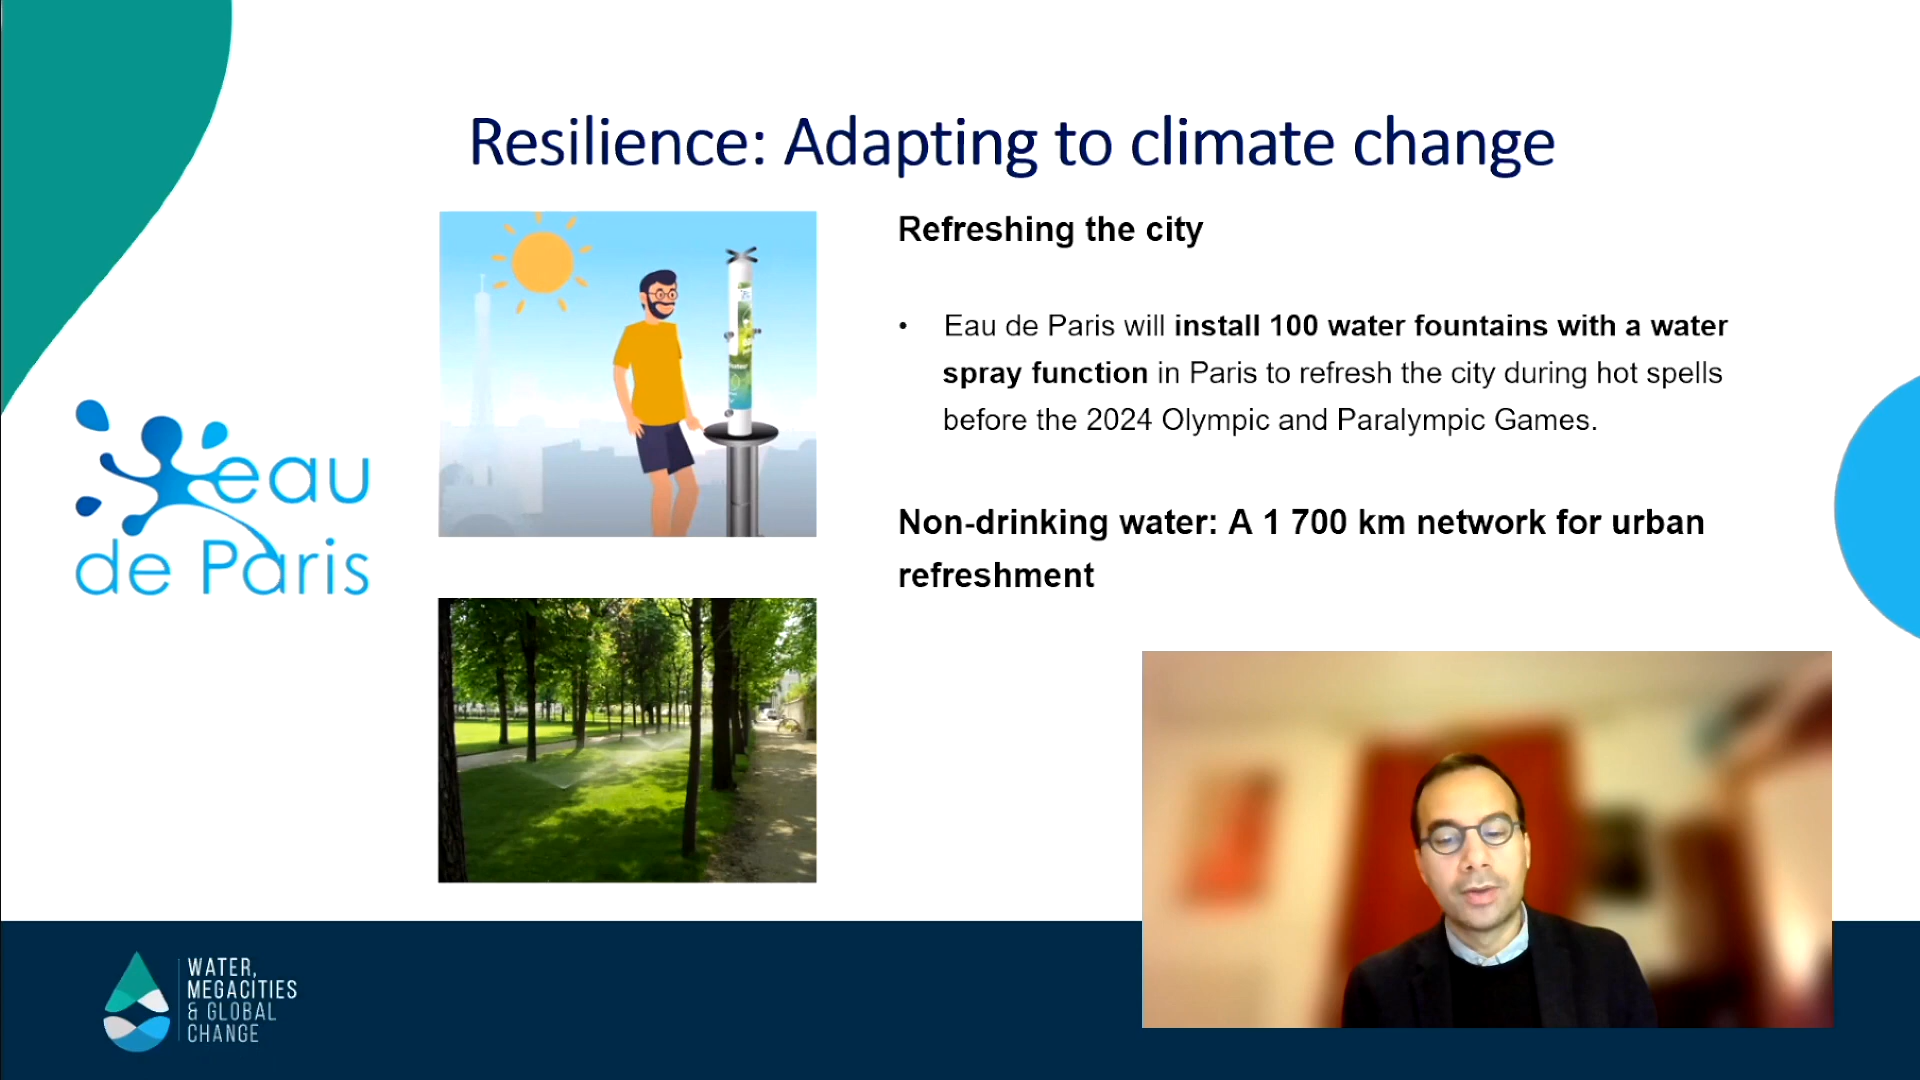 Resilience: Adapting to climate change
Refreshing the city
• Eau de Paris will install 100 water fountains with a water
spray function in Paris to refresh the city during hot spells
before the 2024 Olympic and Paralympic Games.
Non-drinking water: A 1 700 km network for urban
refreshment
eau
de Paris
WATER,
MEGACITIES
& GLOBAL
CHANGE